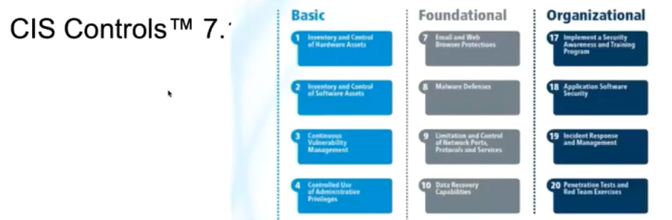 CIS Controls™ 7.
Basic
1 Inventory and Control
of Hardware Assets
2 Inventory and Control
of Software Assets
3 Continuous
Vulnerability
Management
4 Controlled Use
of Administrative
Privileges
Foundational
7 Email and Web
Browser Protections
8 Malware Defenses
9 Limitation and Control
of Network Ports,
Protocols and Services
10 Data Recovery
Capabilities
Organizational
17 Implement a Security
Awareness and Training
Program
18 Application Software
Security
19 Incident Response
and Management
20 Penetration Tests and
Red Team Exercises